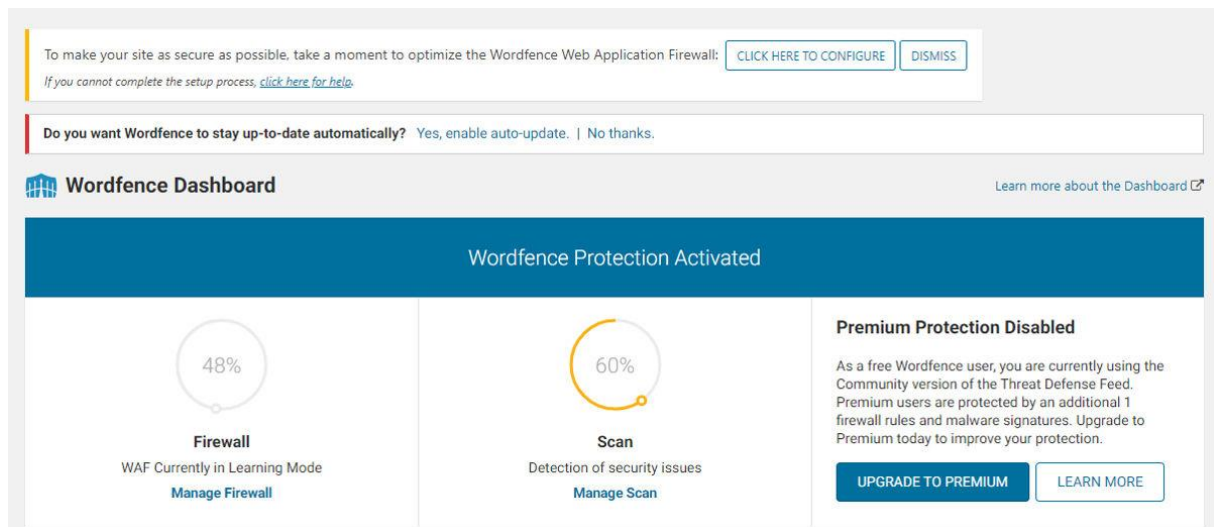 To make your site as secure as possible, take a moment to optimize the Wordfence Web Application Firewall: CLICK HERE TO CONFIGURE DISMISS
If you cannot complete the setup process, click here for help.
Do you want Wordfence to stay up-to-date automatically? Yes, enable auto-update. | No thanks.
Wordfence Dashboard
Learn more about the Dashboard
Wordfence Protection Activated
48%
Firewall
WAF Currently in Learning Mode
Manage Firewall
60%
Scan
Detection of security issues
Manage Scan
Premium Protection Disabled
As a free Wordfence user, you are currently using the
Community version of the Threat Defense Feed.
Premium users are protected by an additional 1
firewall rules and malware signatures. Upgrade to
Premium today to improve your protection.
UPGRADE TO PREMIUM LEARN MORE